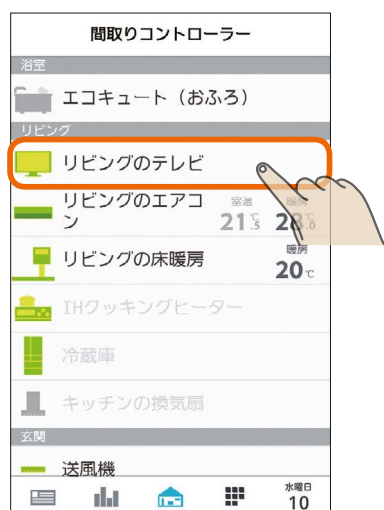 間取りコントローラー
浴室
エコキュート（おふろ）
リビング
リビングのテレビ
リビングのエアコン
室温 暖房
21.5℃ 28.0
リビングの床暖房
暖房
20℃
IHクッキングヒーター
冷蔵庫
キッチンの換気扇
玄関
送風機
水曜日
10